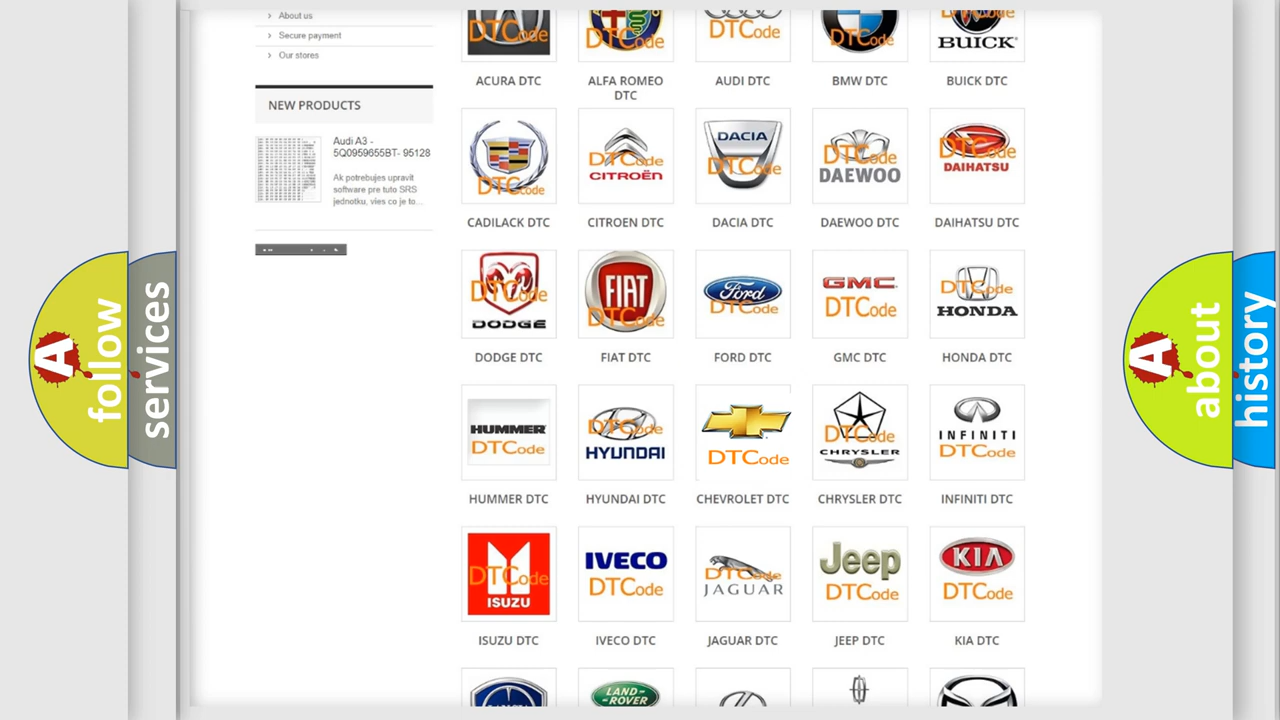 About us
Secure payment
Our stores
NEW PRODUCTS
Audi A3 -
5Q0959655BT- 95128
Ak potrebujes upravit
software pre tuto SRS
jednotku, vies co je to...
A
follow
services
A
about
history
DTCode
DTCode
DTCode
DTCode
BUICK
ACURA DTC
ALFA ROMEO
DTC
AUDI DTC
BMW DTC
BUICK DTC
DTCode
DTCode
CITROËN
DACIA
DTCode
DTCode
DAEWOO
DTCode
DAIHATSU
CADILACK DTC
CITROEN DTC
DACIA DTC
DAEWOO DTC
DAIHATSU DTC
DTCode
DODGE
FIAT
DTCode
Ford
DTCode
GMC
DTCode
DTCode
HONDA
DODGE DTC
FIAT DTC
FORD DTC
GMC DTC
HONDA DTC
HUMMER
DTCode
DTCode
HYUNDAI
DTCode
DTCode
CHRYSLER
INFINITI
DTCode
HUMMER DTC
HYUNDAI DTC
CHEVROLET DTC
CHRYSLER DTC
INFINITI DTC
DTCode
ISUZU
IVECO
DTCode
DTCode
JAGUAR
Jeep
DTCode
KIA
DTCode
ISUZU DTC
IVECO DTC
JAGUAR DTC
JEEP DTC
KIA DTC
LAND-
ROVER